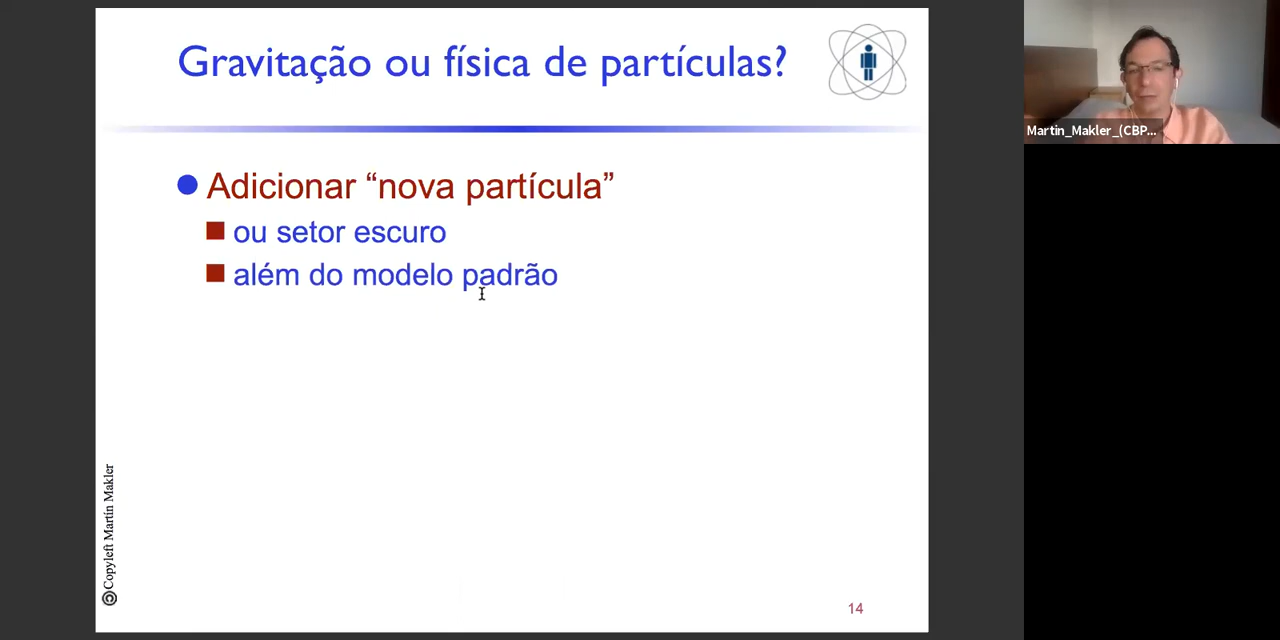 Gravitação ou física de partículas?
Adicionar “nova partícula”
ou setor escuro
além do modelo padrão
Copyleft Martín Makler
14
Martin_Makler_(CBP...